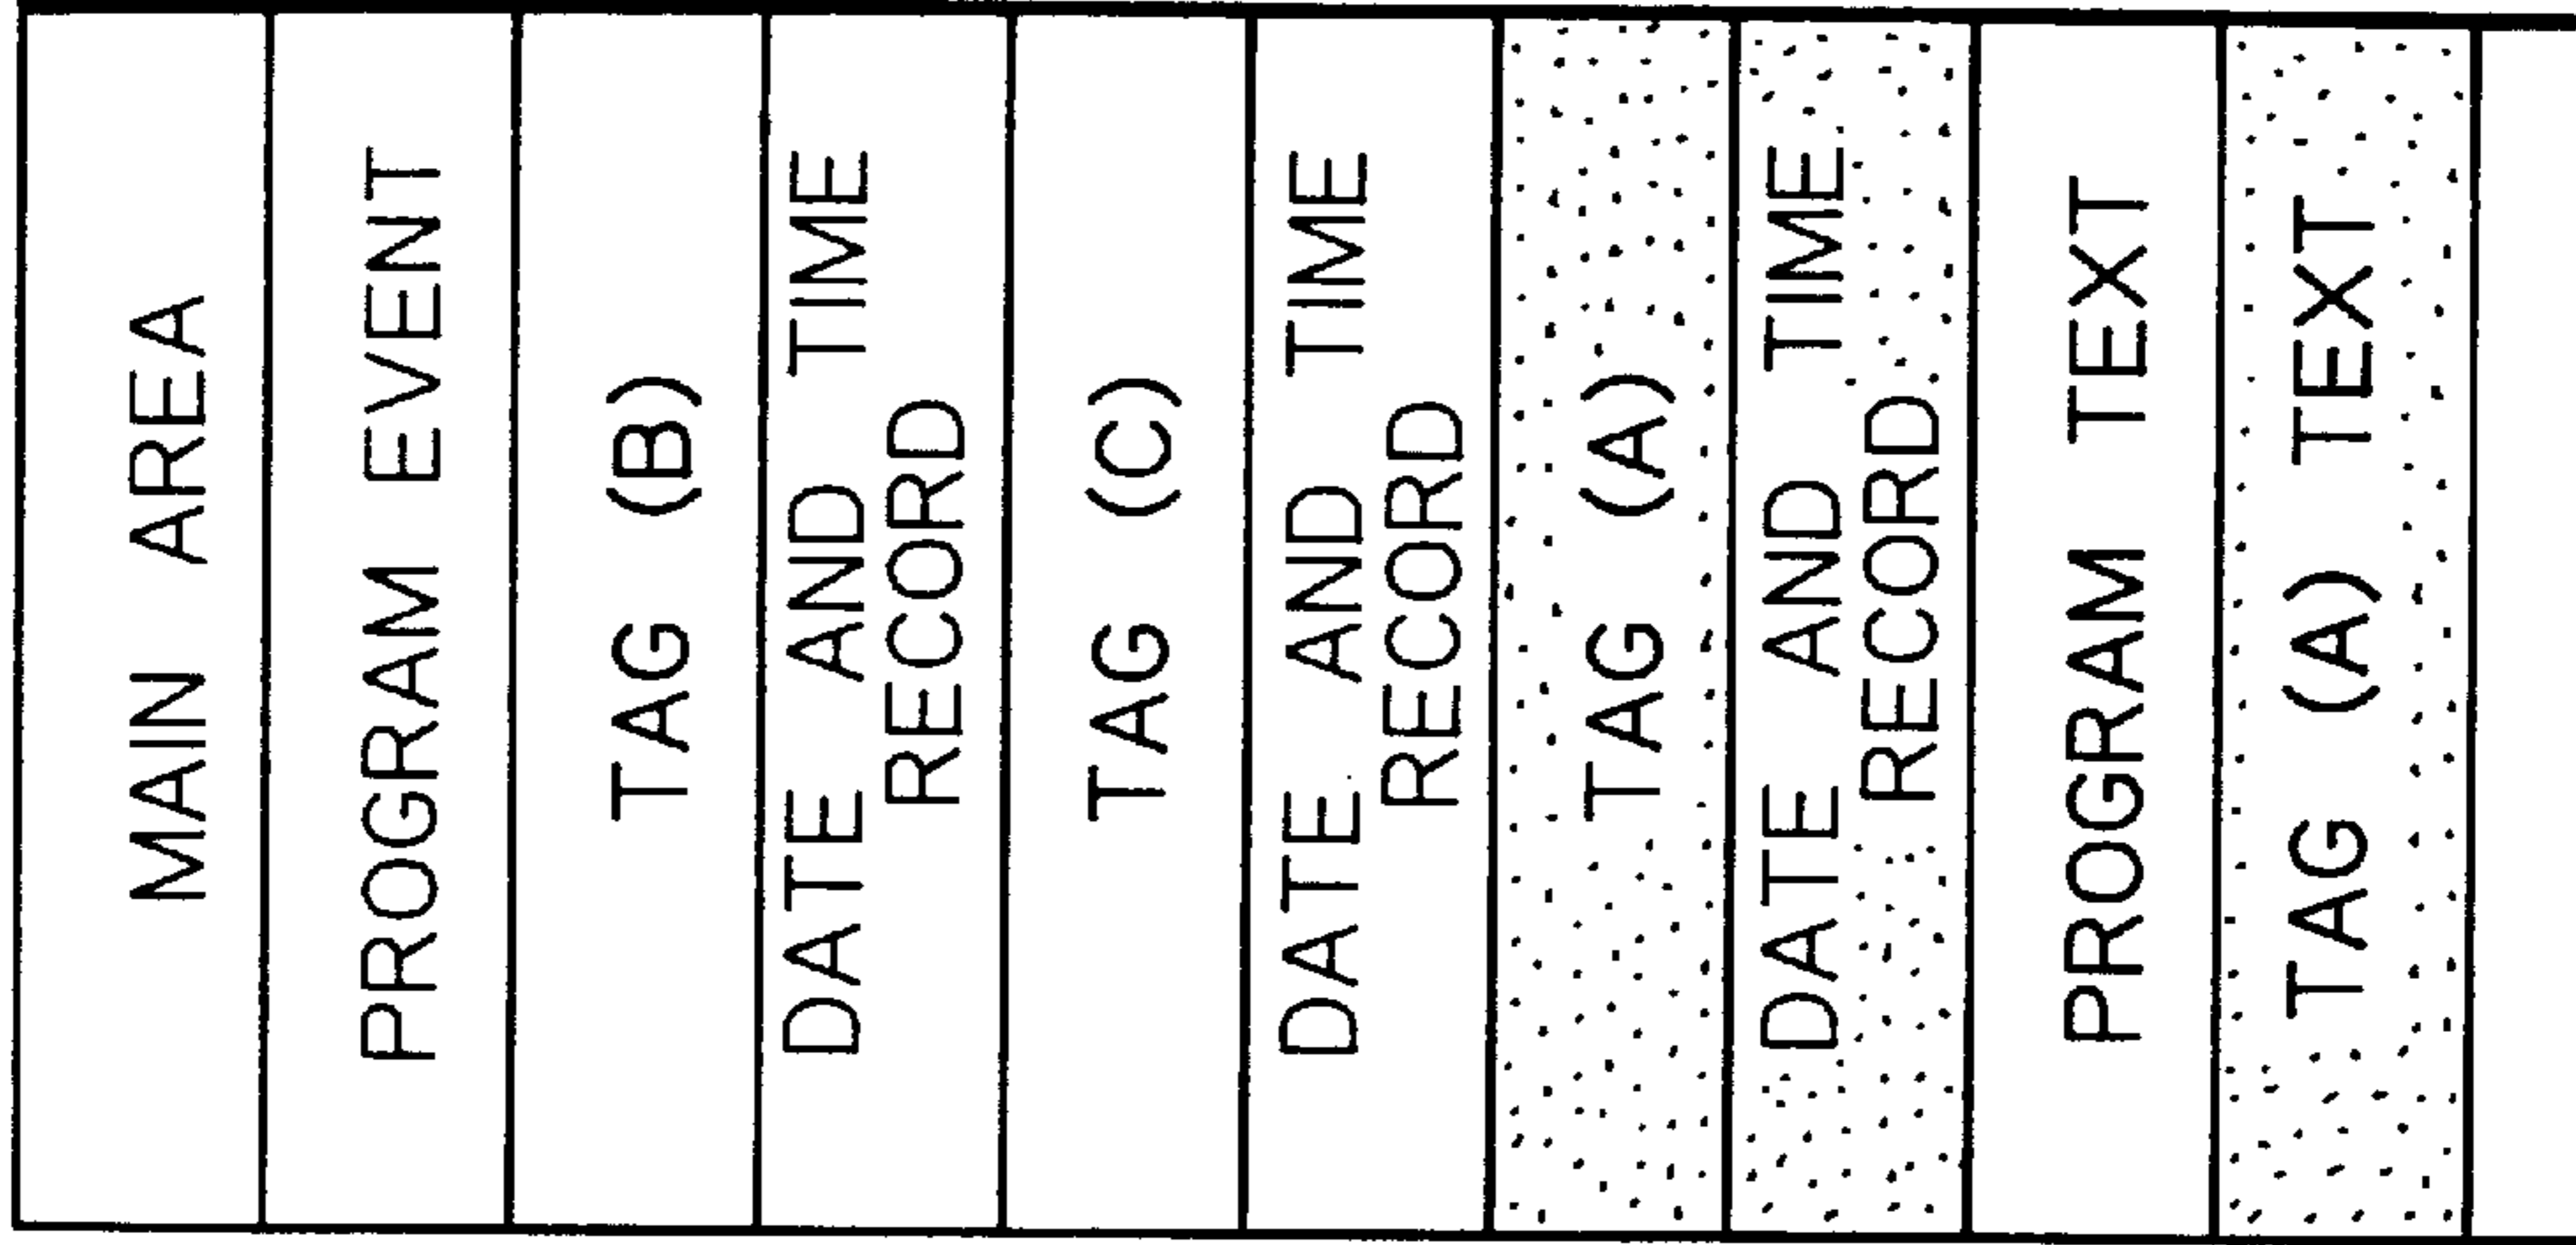 MAIN AREA
PROGRAM EVENT
TAG (B)
DATE AND TIME
RECORD
TAG (C)
DATE AND TIME
RECORD
TAG (A)
DATE AND TIME
RECORD
PROGRAM TEXT
TAG (A) TEXT